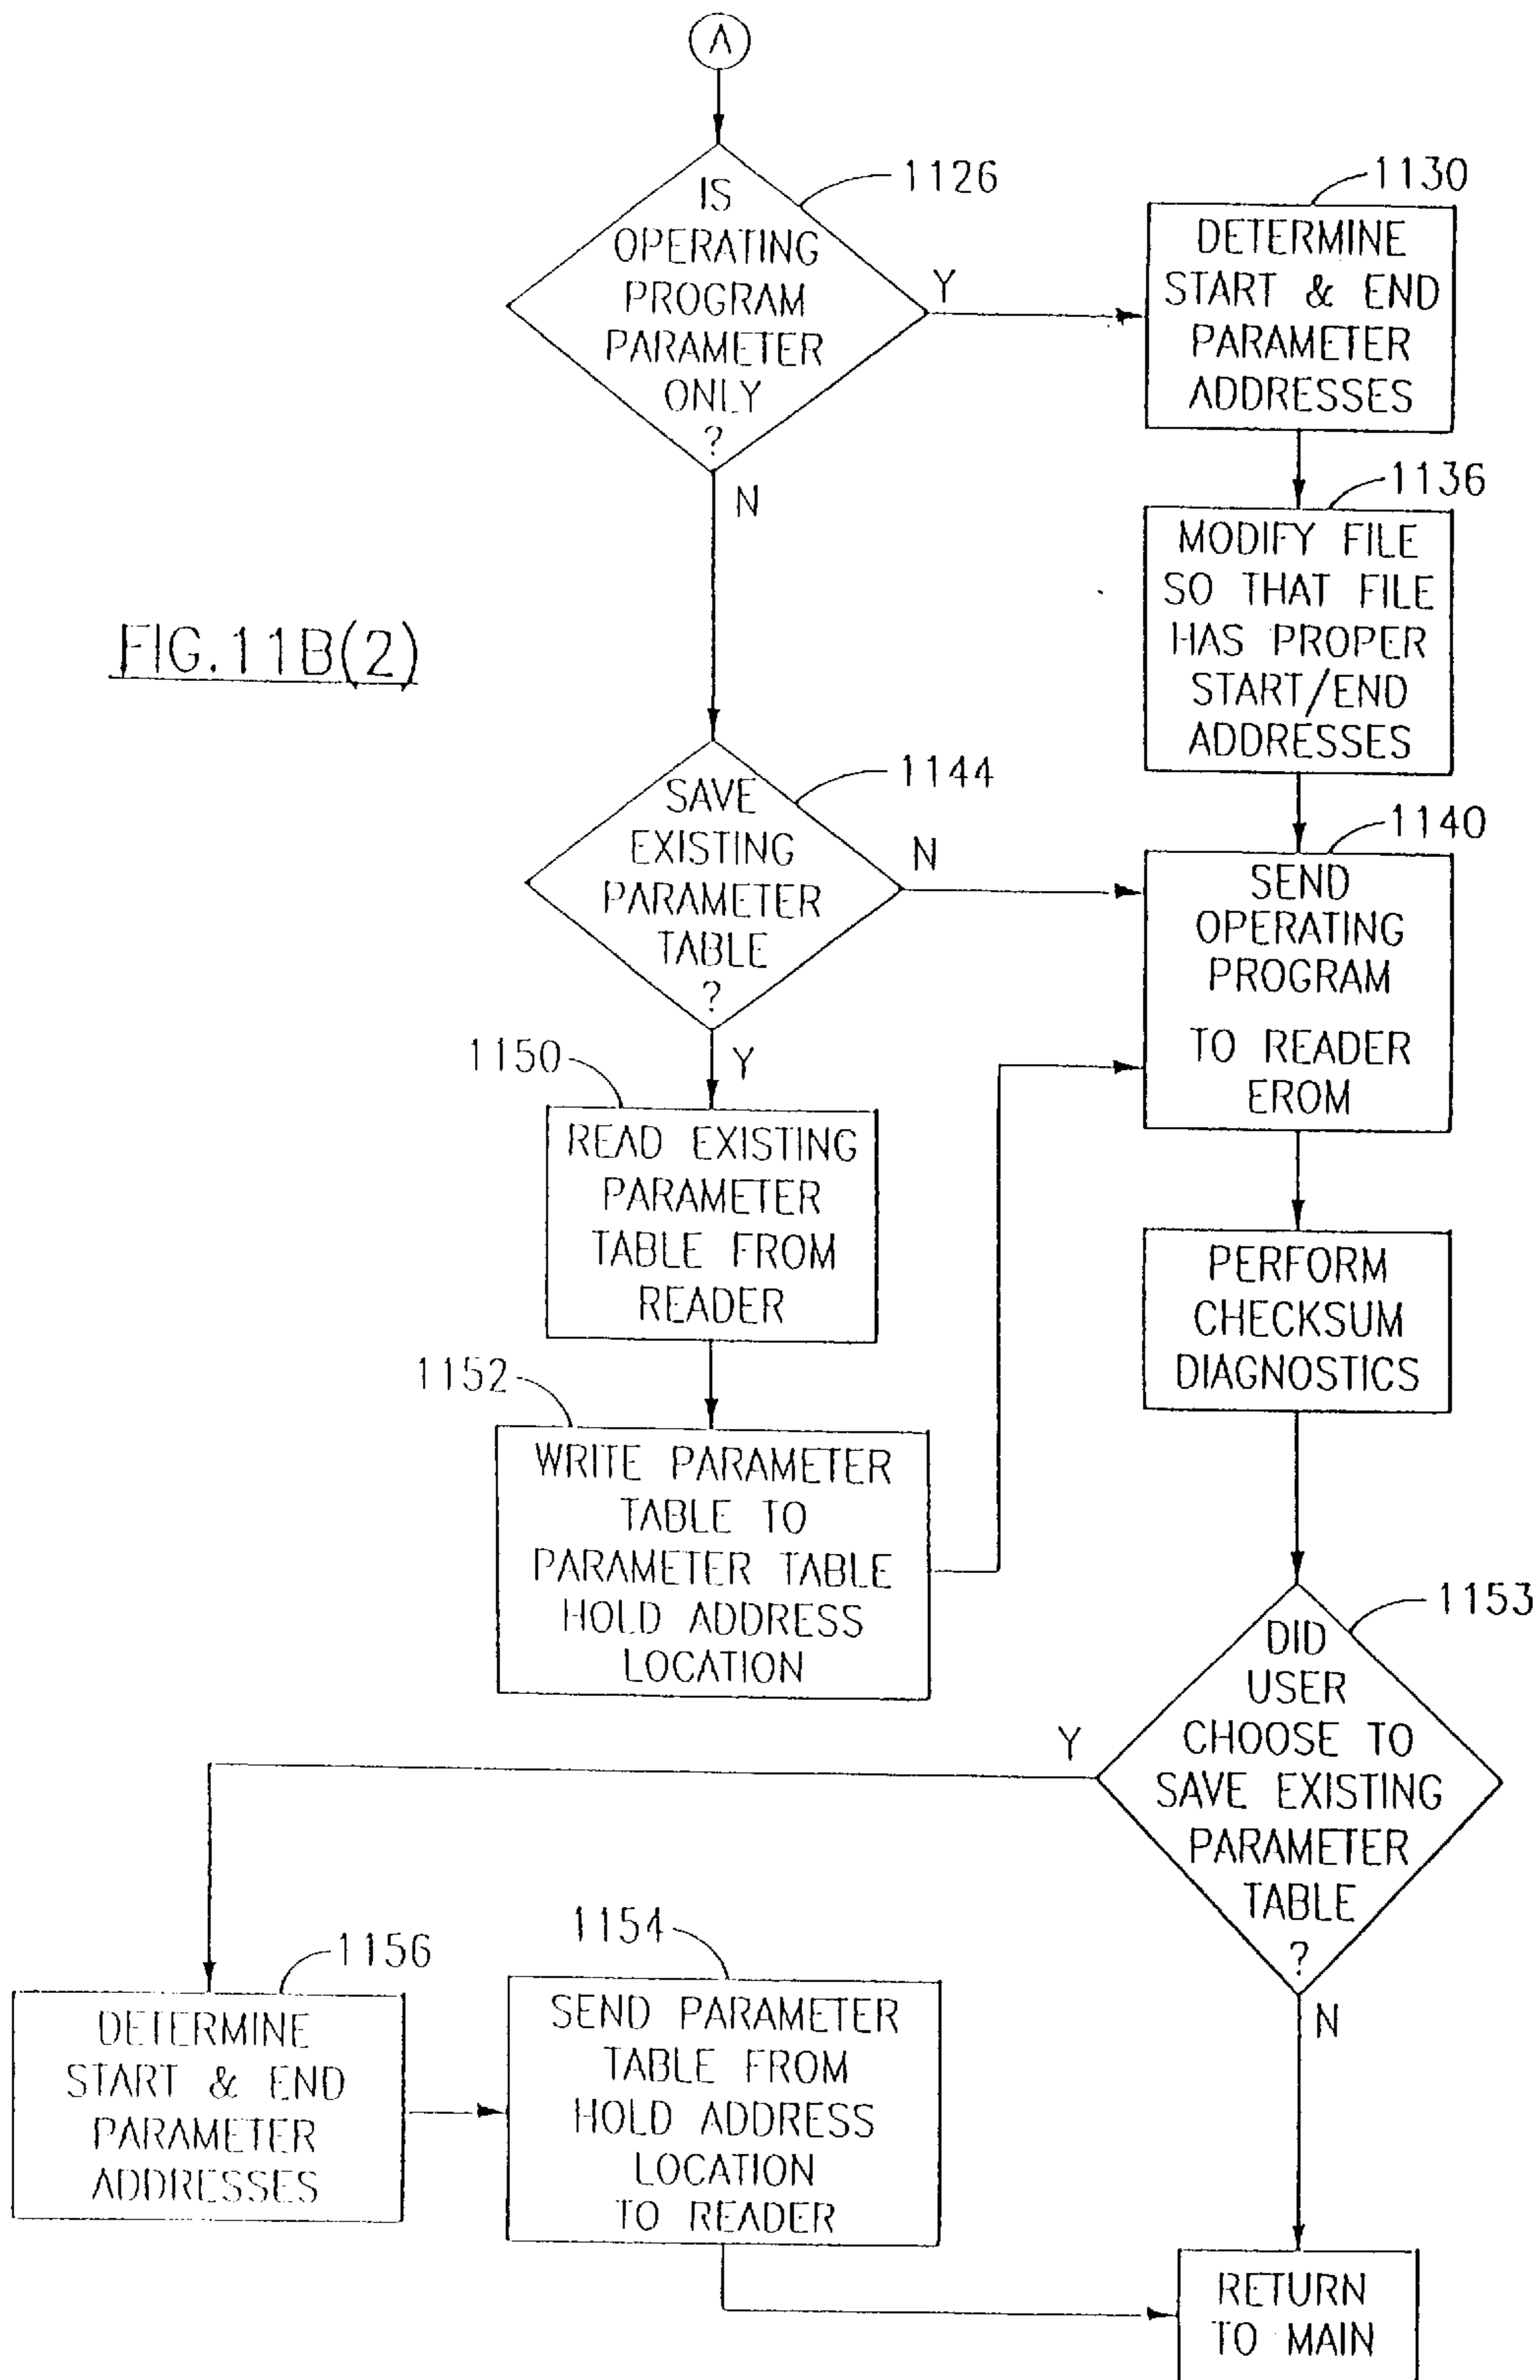 A
IS
OPERATING
PROGRAM
PARAMETER
ONLY
?
1126
Y
N
1130
DETERMINE
START & END
PARAMETER
ADDRESSES
1136
MODIFY FILE
SO THAT FILE
HAS PROPER
START/END
ADDRESSES
FIG.11B(2)
SAVE
EXISTING
PARAMETER
TABLE
?
1144
N
Y
1140
SEND
OPERATING
PROGRAM
TO READER
EROM
1150
READ EXISTING
PARAMETER
TABLE FROM
READER
PERFORM
CHECKSUM
DIAGNOSTICS
1152
WRITE PARAMETER
TABLE TO
PARAMETER TABLE
HOLD ADDRESS
LOCATION
1153
DID
USER
CHOOSE TO
SAVE EXISTING
PARAMETER
TABLE
?
Y
N
1156
DETERMINE
START & END
PARAMETER
ADDRESSES
1154
SEND PARAMETER
TABLE FROM
HOLD ADDRESS
LOCATION
TO READER
RETURN
TO MAIN